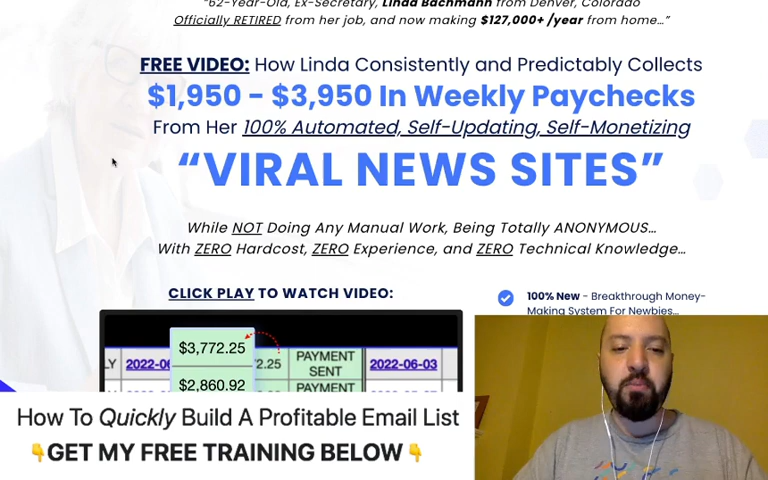 “62-Year-Old, Ex-Secretary, Linda Bachmann from Denver, Colorado
Officially RETIRED from her job, and now making $127,000+ /year from home...”
FREE VIDEO: How Linda Consistently and Predictably Collects
$1,950 - $3,950 In Weekly Paychecks
From Her 100% Automated, Self-Updating, Self-Monetizing
“VIRAL NEWS SITES”
While NOT Doing Any Manual Work, Being Totally ANONYMOUS...
With ZERO Hardcost, ZERO Experience, and ZERO Technical Knowledge...
CLICK PLAY TO WATCH VIDEO:
100% New - Breakthrough Money-
Making System For Newbies...
$3,772.25
LY 2022-06 2.25 PAYMENT SENT 2022-06-03
$2,860.92
PAYMENT
How To Quickly Build A Profitable Email List
👇GET MY FREE TRAINING BELOW👇